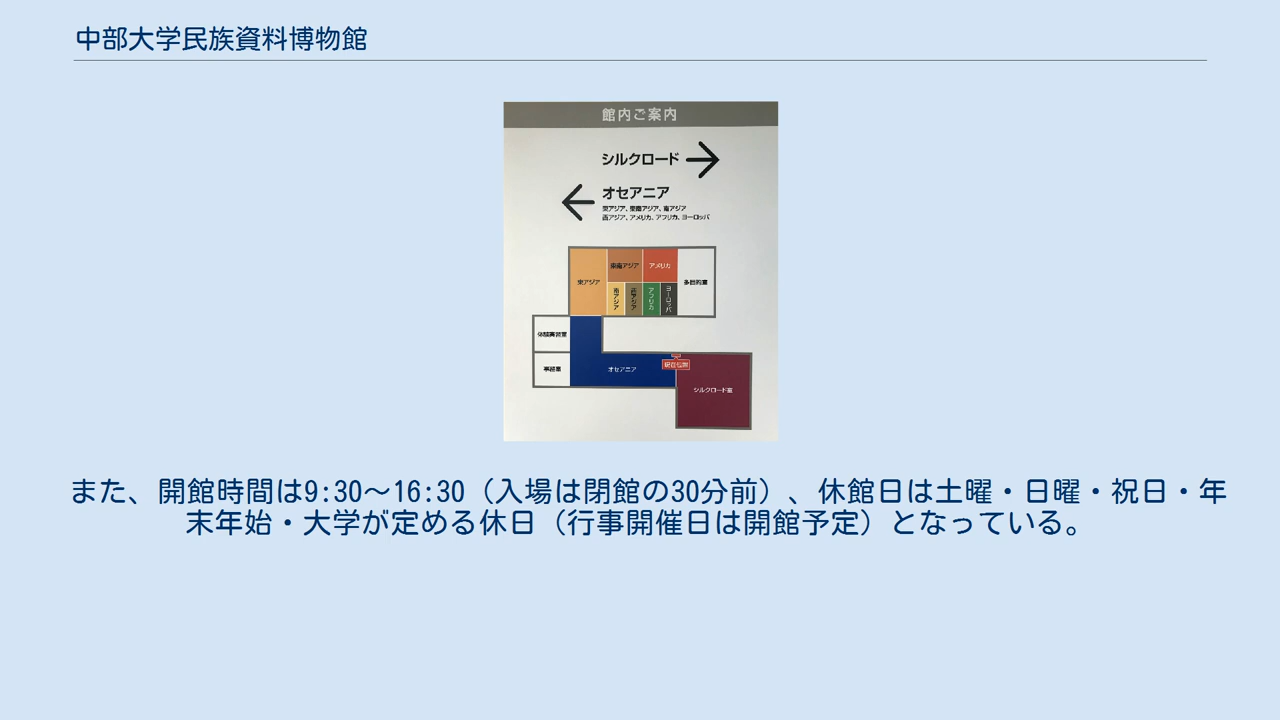 中部大学民族資料博物館
館内ご案内
シルクロード
オセアニア
東アジア、東南アジア、南アジア
西アジア、アメリカ、アフリカ、ヨーロッパ
東アジア
東南アジア
アメリカ
多目的室
南アジア
西アジア
アフリカ
ヨーロッパ
体験実習室
事務室
オセアニア
現在位置
シルクロード室
また、開館時間は9:30～16:30（入場は閉館の30分前）、休館日は土曜・日曜・祝日・年
末年始・大学が定める休日（行事開催日は開館予定）となっている。